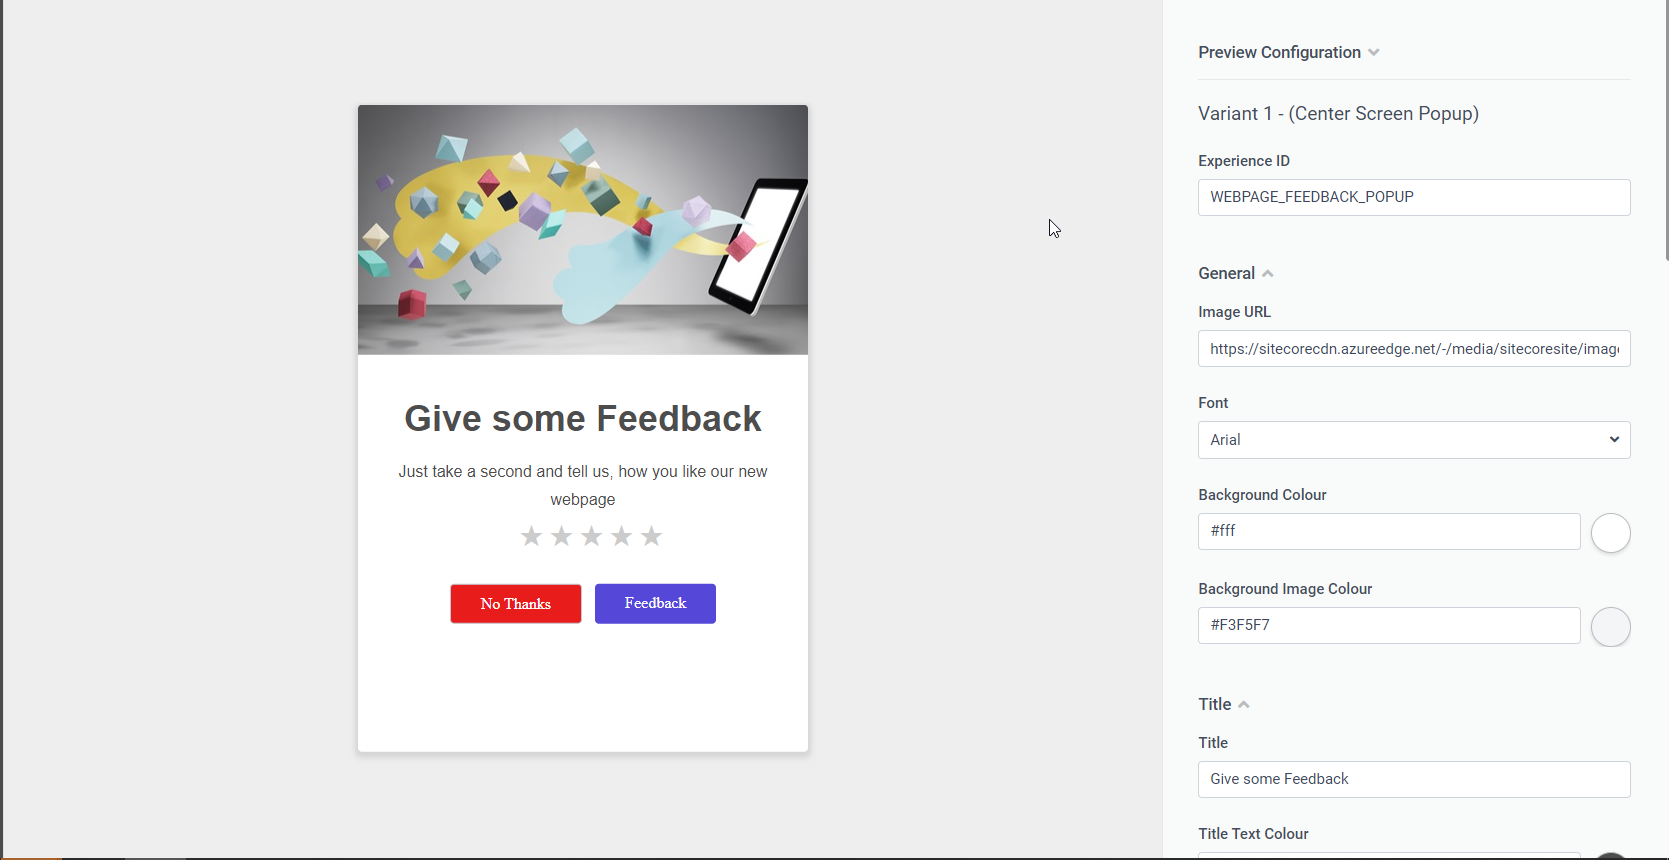 Give some Feedback
Just take a second and tell us, how you like our new
webpage
No Thanks
Feedback
Preview Configuration
Variant 1 - (Center Screen Popup)
Experience ID
WEBPAGE_FEEDBACK_POPUP
General
Image URL
https://sitecorecdn.azureedge.net/-/media/sitecoresite/image
Font
Arial
Background Colour
#fff
Background Image Colour
#F3F5F7
Title
Title
Give some Feedback
Title Text Colour